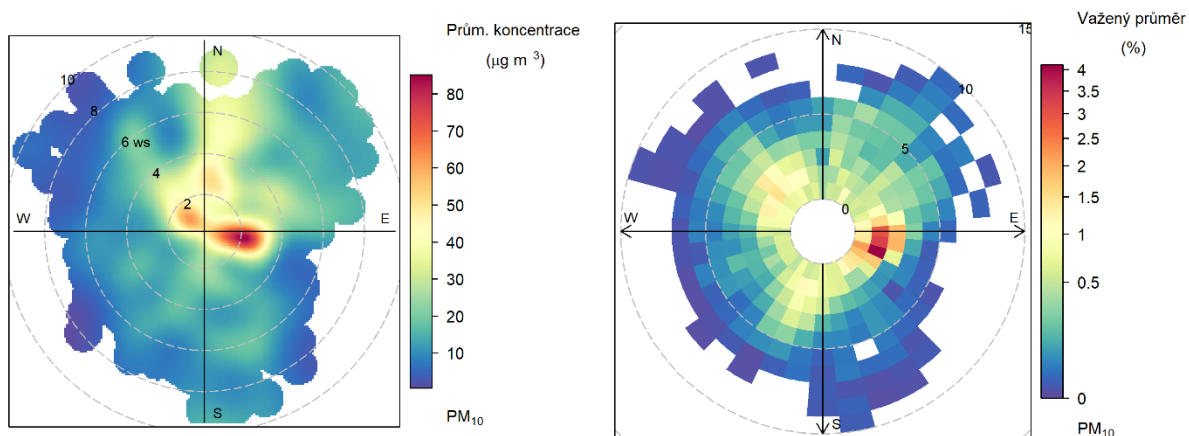 Prům. koncentrace
(µg m ³)
N
10
8
6 ws
4
2
W
E
S
80
70
60
50
40
30
20
10
PM₁₀
Vážený průměr
(%)
15
N
10
5
0
W
E
S
4
3.5
3
2.5
2
1.5
1
0.5
0
PM₁₀